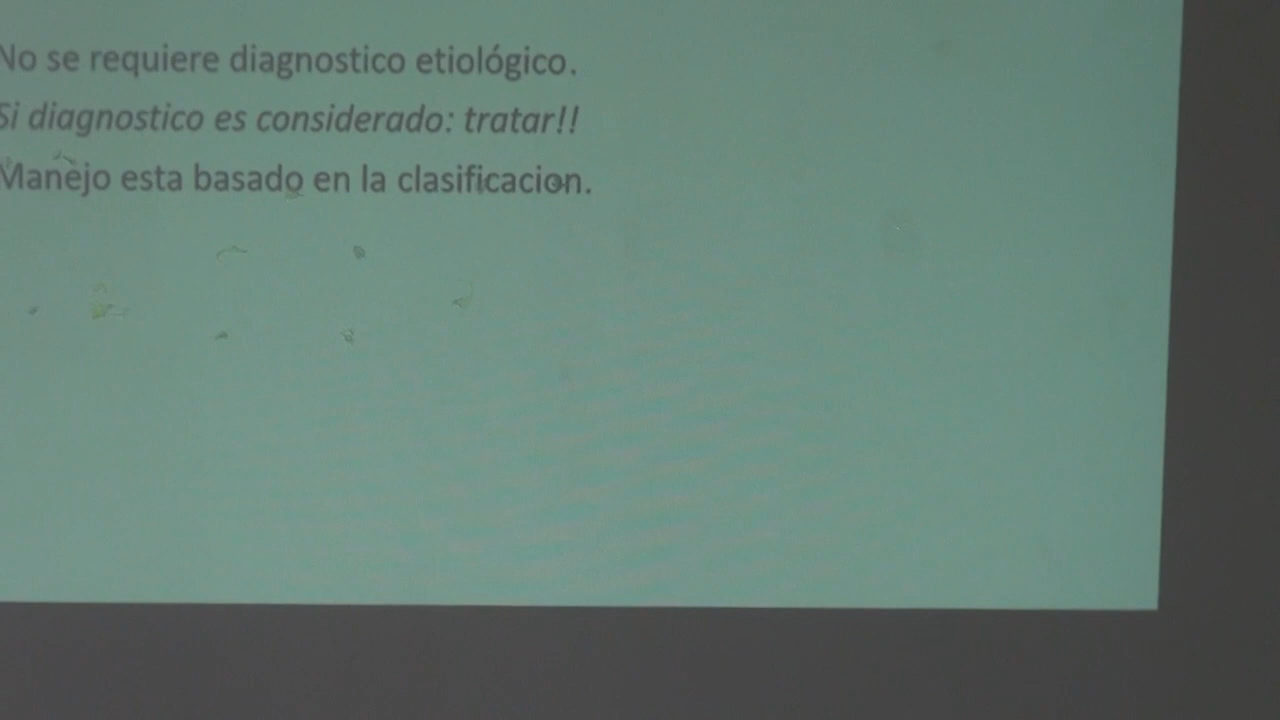 No se requiere diagnostico etiológico.
Si diagnostico es considerado: tratar!!
Manejo esta basado en la clasificacion.